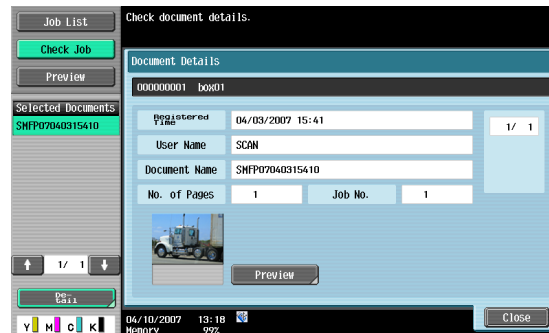 Job List
Check document details.
Check Job
Document Details
Preview
000000001 box01
Selected Documents
SMFP07040315410
Registered Time
04/03/2007 15:41
1/ 1
User Name
SCAN
Document Name
SMFP07040315410
No. of Pages
1
Job No.
1
1/ 1
Preview
De-
tail
Close
04/10/2007 13:18
Memory 99%
Y M C K